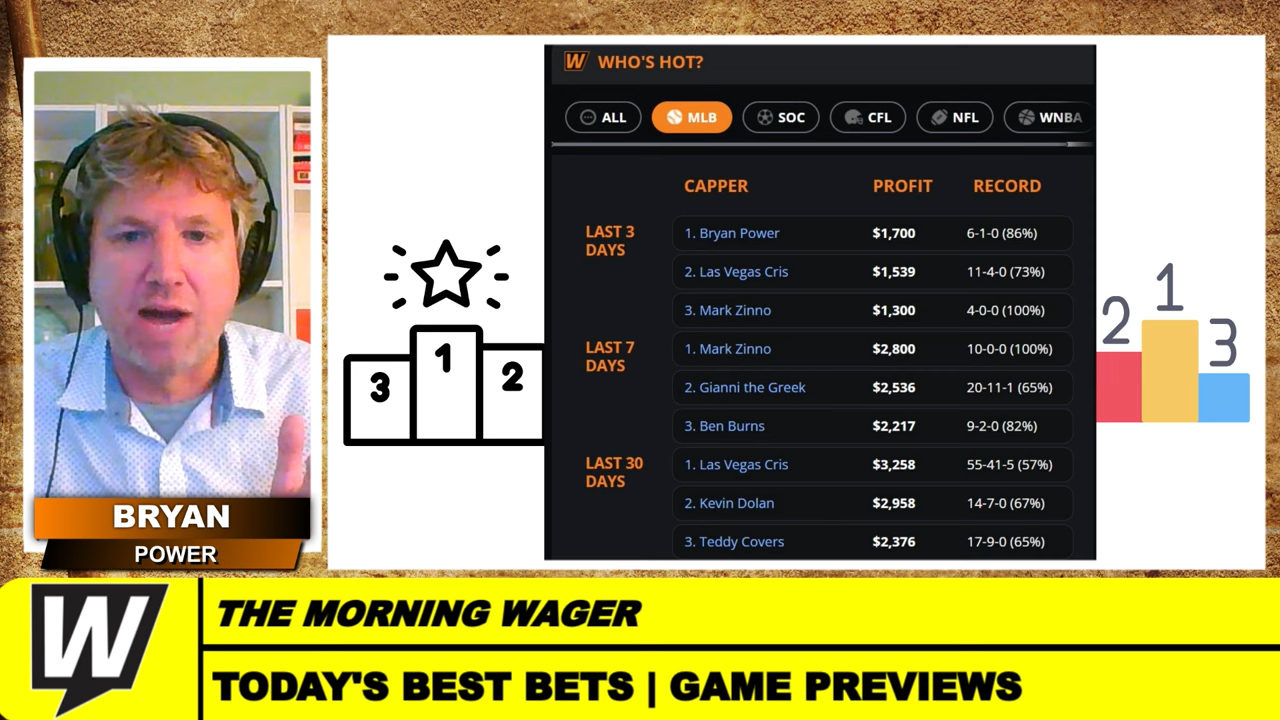 W WHO'S HOT?
ALL MLB SOC CFL NFL WNBA
CAPPER PROFIT RECORD
LAST 3 DAYS
1. Bryan Power $1,700 6-1-0 (86%)
2. Las Vegas Cris $1,539 11-4-0 (73%)
3. Mark Zinno $1,300 4-0-0 (100%)
LAST 7 DAYS
1. Mark Zinno $2,800 10-0-0 (100%)
2. Gianni the Greek $2,536 20-11-1 (65%)
3. Ben Burns $2,217 9-2-0 (82%)
LAST 30 DAYS
1. Las Vegas Cris $3,258 55-41-5 (57%)
2. Kevin Dolan $2,958 14-7-0 (67%)
3. Teddy Covers $2,376 17-9-0 (65%)
3 1 2
2 1 3
BRYAN
POWER
W
THE MORNING WAGER
TODAY'S BEST BETS | GAME PREVIEWS